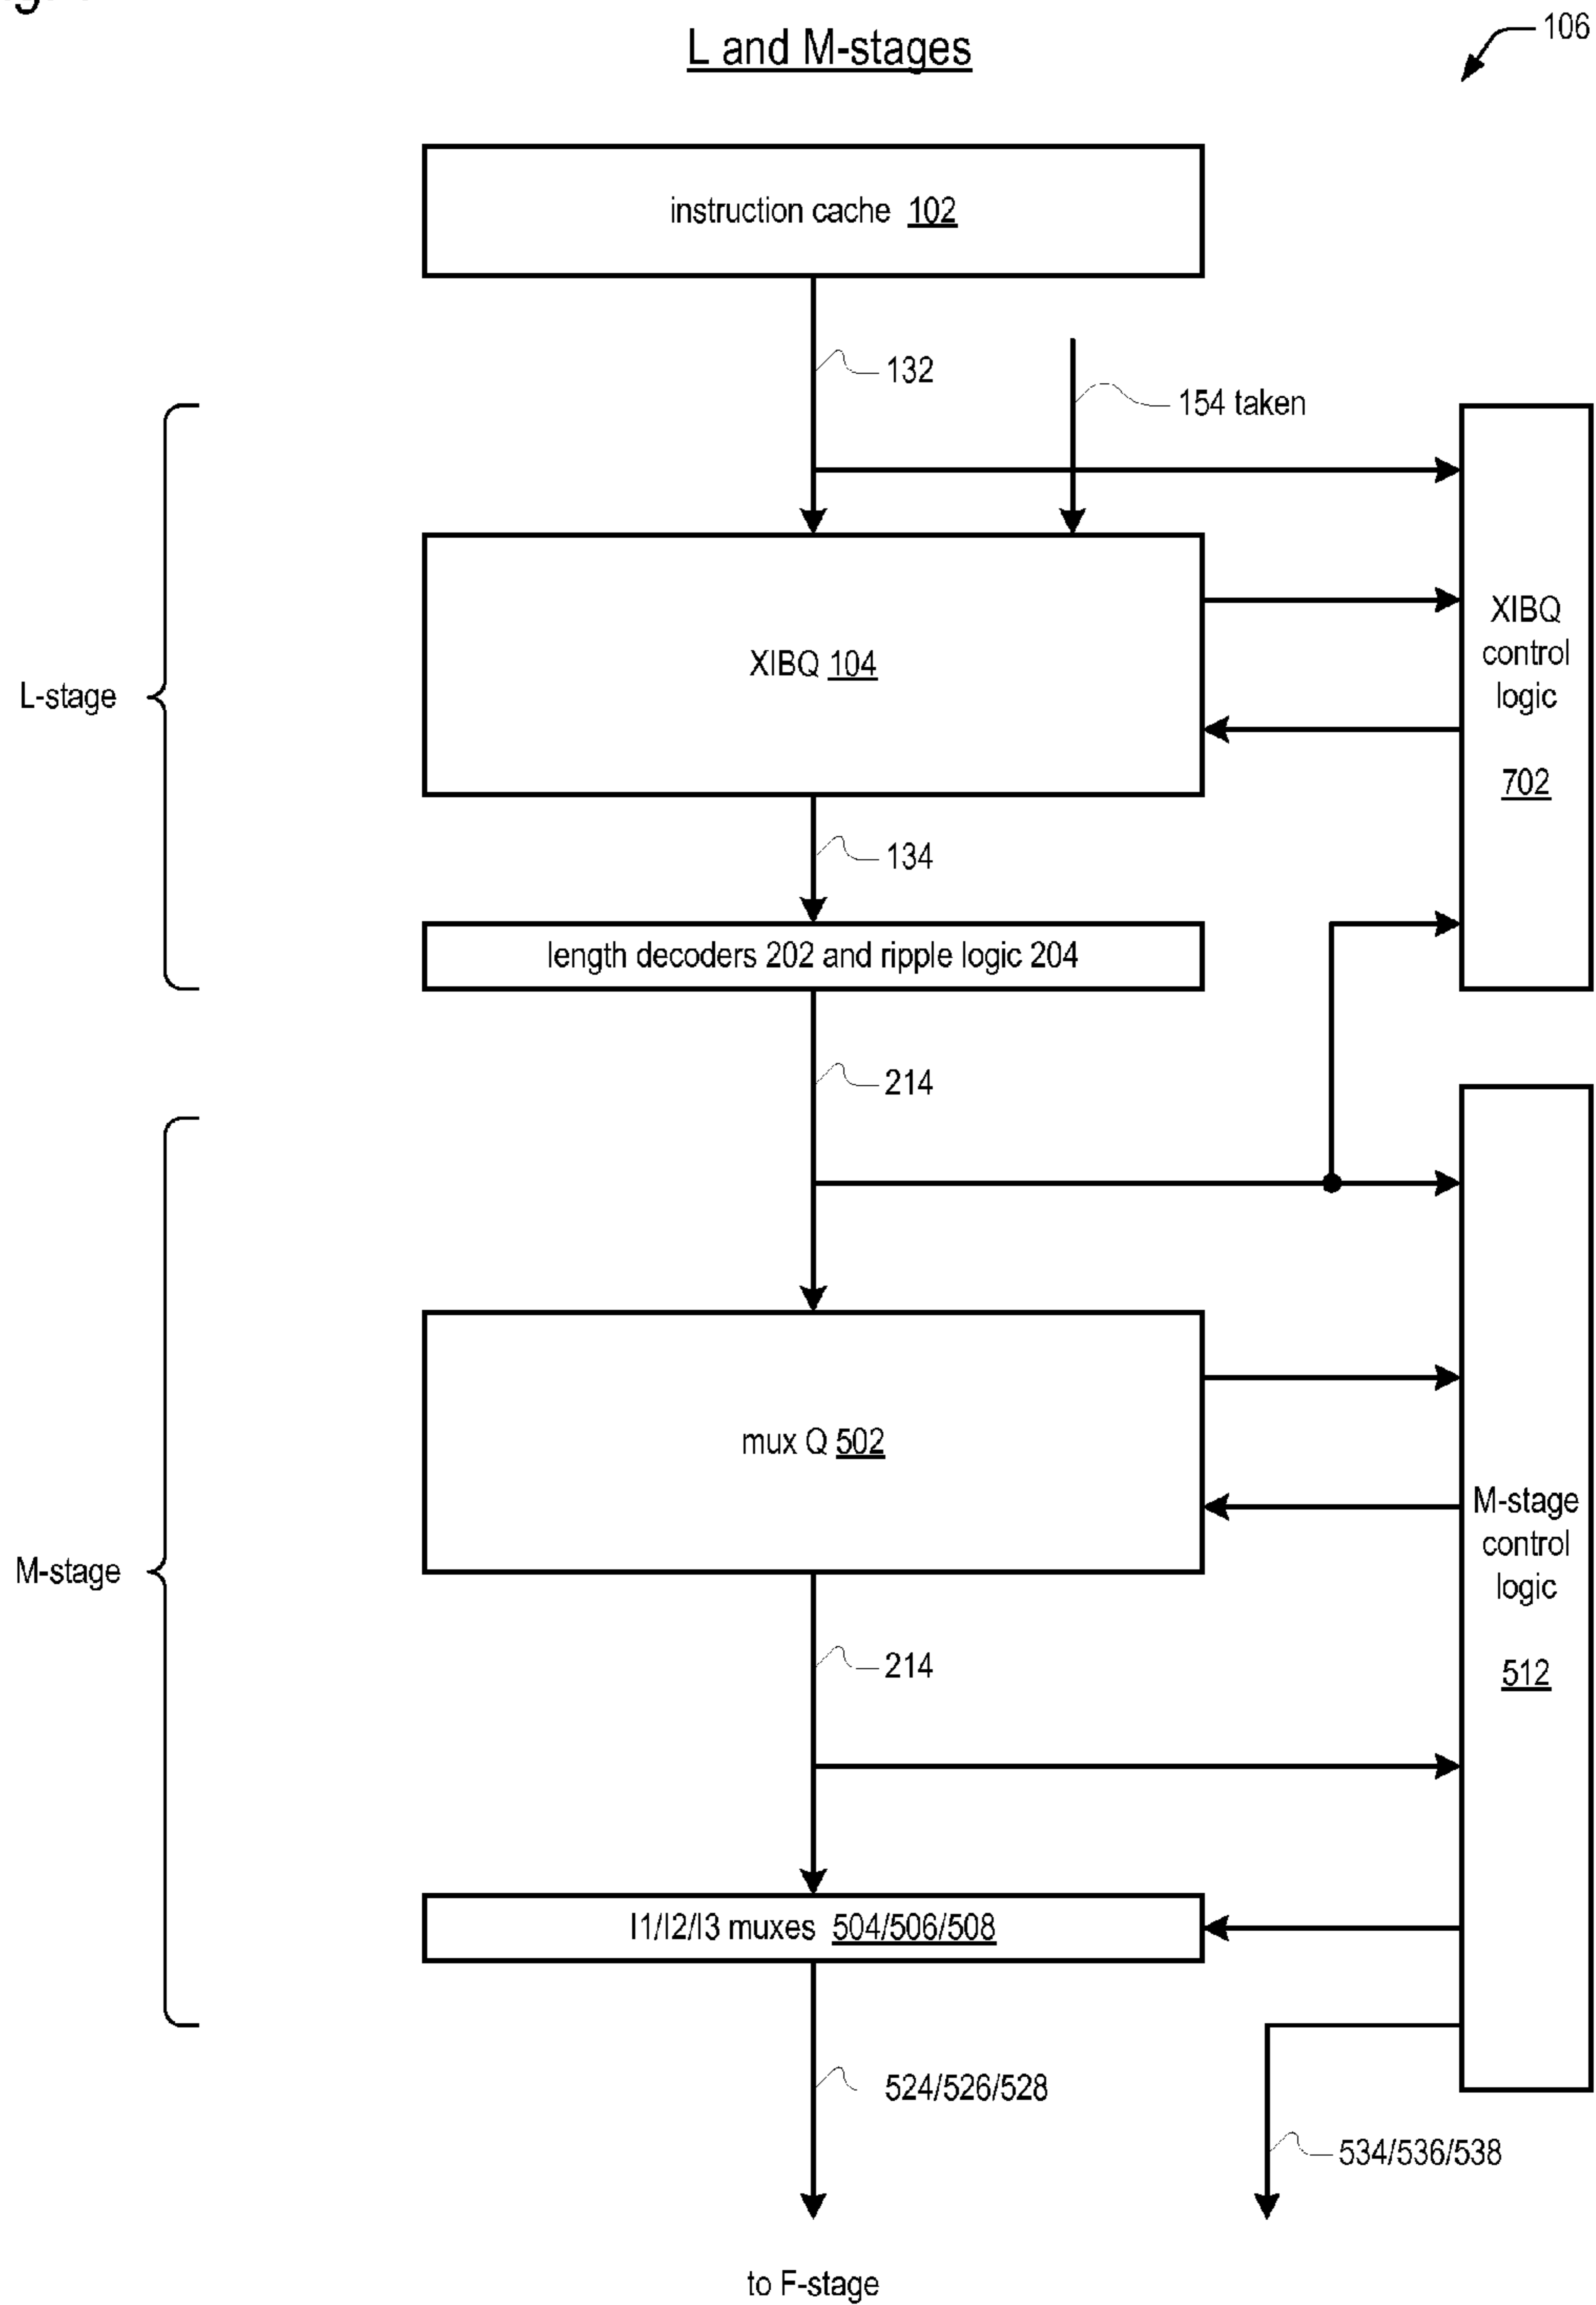 L and M-stages
106
instruction cache 102
132
154 taken
XIBQ 104
XIBQ
control
logic
702
L-stage
134
length decoders 202 and ripple logic 204
214
mux Q 502
M-stage
control
logic
512
M-stage
214
I1/I2/I3 muxes 504/506/508
524/526/528
534/536/538
to F-stage